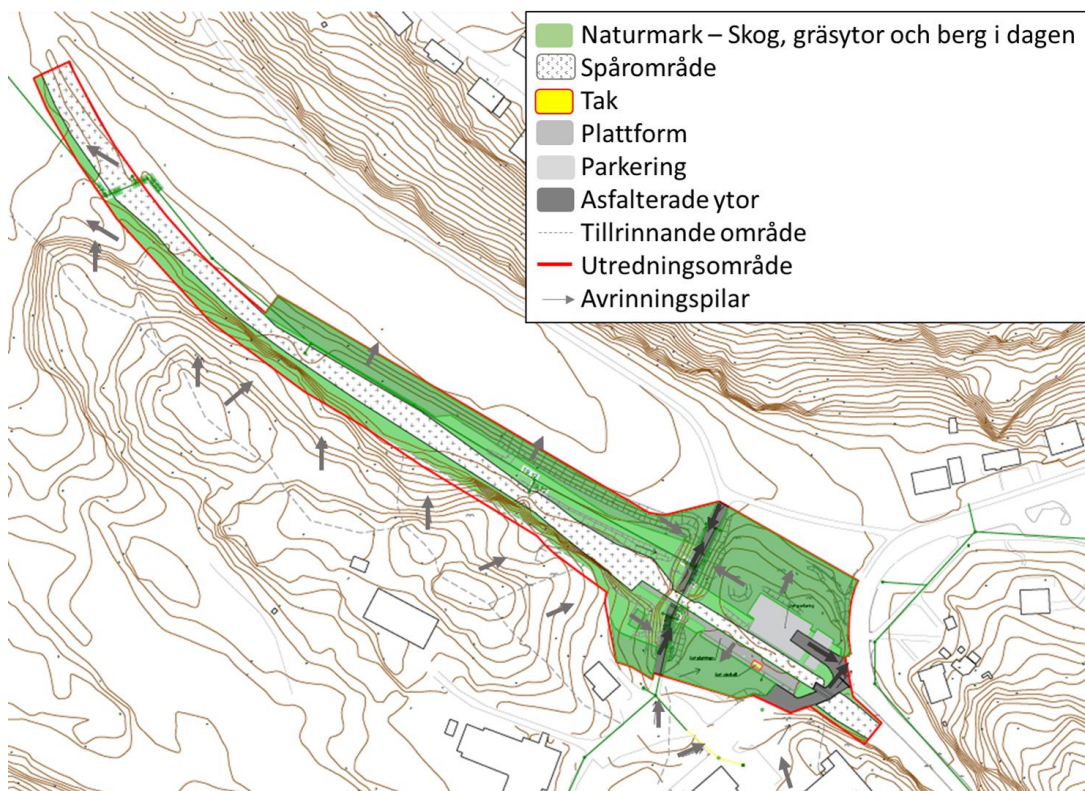 Naturmark – Skog, gräsytor och berg i dagen
Spårområde
Tak
Plattform
Parkering
Asfalterade ytor
Tillrinnande område
Utredningsområde
Avrinningspilar